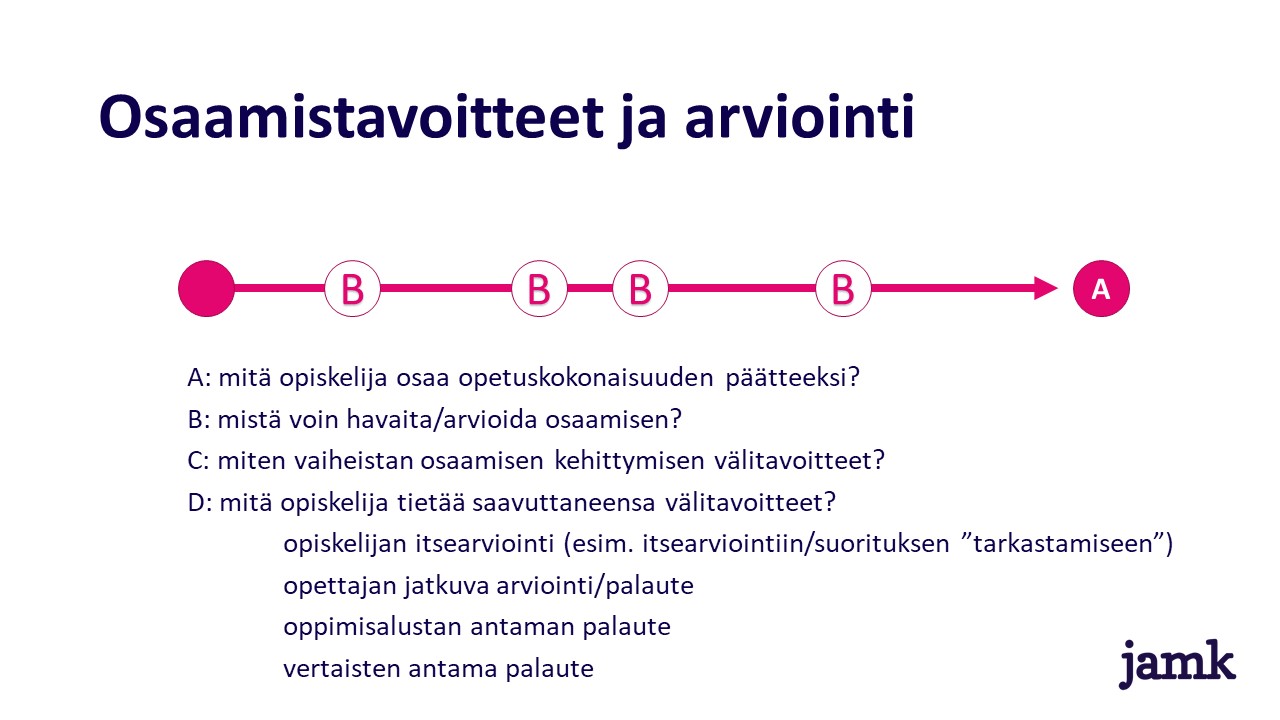 Osaamistavoitteet ja arviointi
B B B B A
A: mitä opiskelija osaa opetuskokonaisuuden päätteeksi?
B: mistä voin havaita/arvioida osaamisen?
C: miten vaiheistan osaamisen kehittymisen välitavoitteet?
D: mitä opiskelija tietää saavuttaneensa välitavoitteet?
opiskelijan itsearviointi (esim. itsearviointiin/suorituksen ”tarkastamiseen”)
opettajan jatkuva arviointi/palaute
oppimisalustan antaman palaute
vertaisten antama palaute
jamk